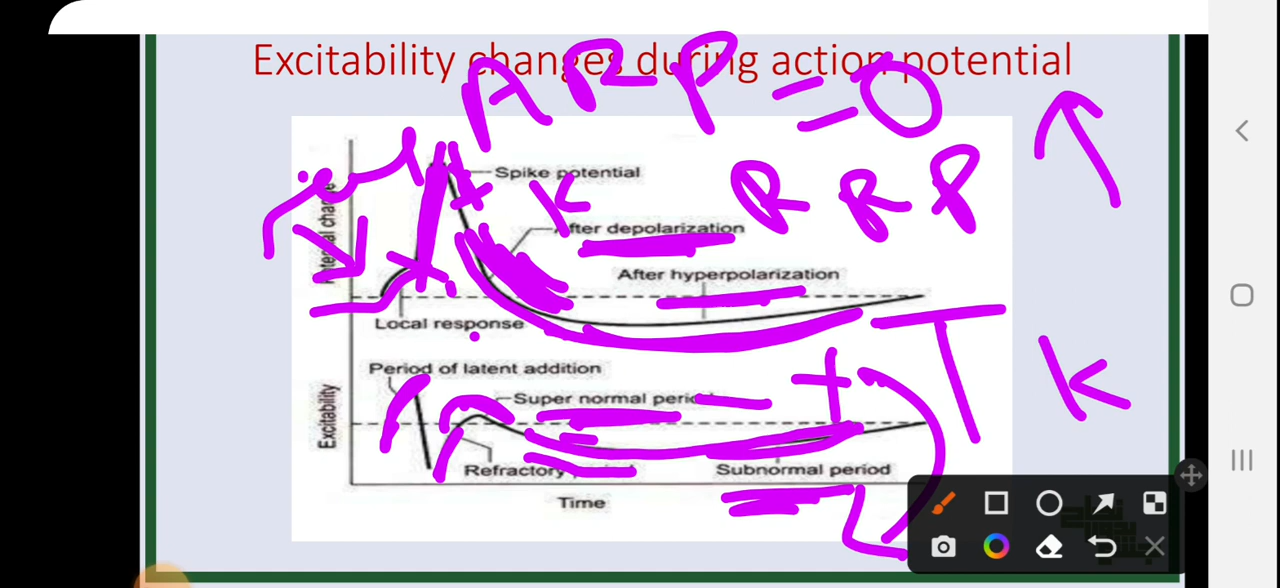 Excitability changes during action potential
ARP = 0
Spike potential
K
RRP
After depolarization
After hyperpolarization
Local response
T
K
Period of latent addition
Super normal period
Excitability
Refractory
Subnormal period
Time